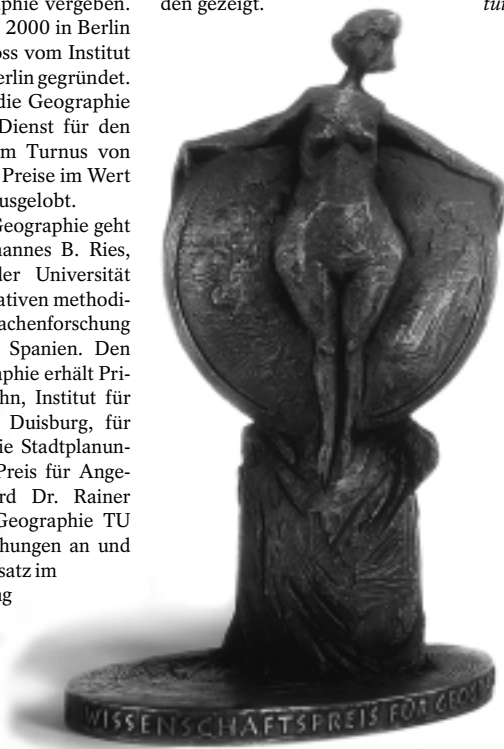 phie vergeben.
2000 in Berlin
oss vom Institut
erlin gegründet.
die Geographie
Dienst für den
m Turnus von
Preise im Wert
usgelobt.
Geographie geht
annes B. Ries,
der Universität
ativen methodi-
achenforschung
Spanien. Den
aphie erhält Pri-
hn, Institut für
Duisburg, für
ie Stadtplanun-
Preis für Ange-
rd Dr. Rainer
Geographie TU
hungen an und
satz im
ng
den gezeigt.
WISSENSCHAFTSPREIS FÜR GEOG